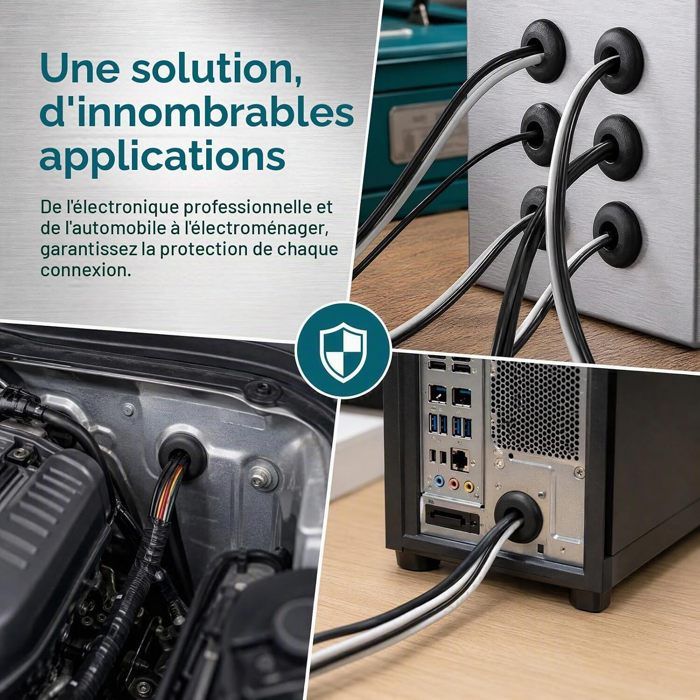 Une solution,
d'innombrables
applications
De l'électronique professionnelle et
de l'automobile à l'électroménager,
garantissez la protection de chaque
connexion.